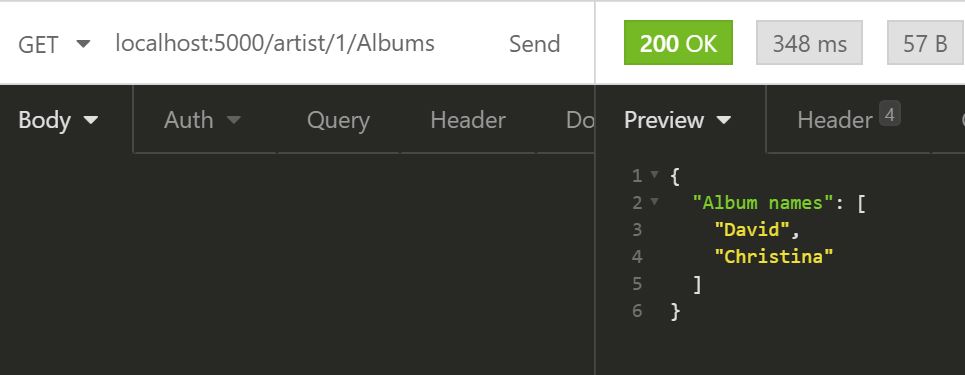 GET localhost:5000/artist/1/Albums Send 200 OK 348 ms 57 B
Body Auth Query Header Do Preview Header 4
1 {
2 "Album names": [
3 "David",
4 "Christina"
5 ]
6 }